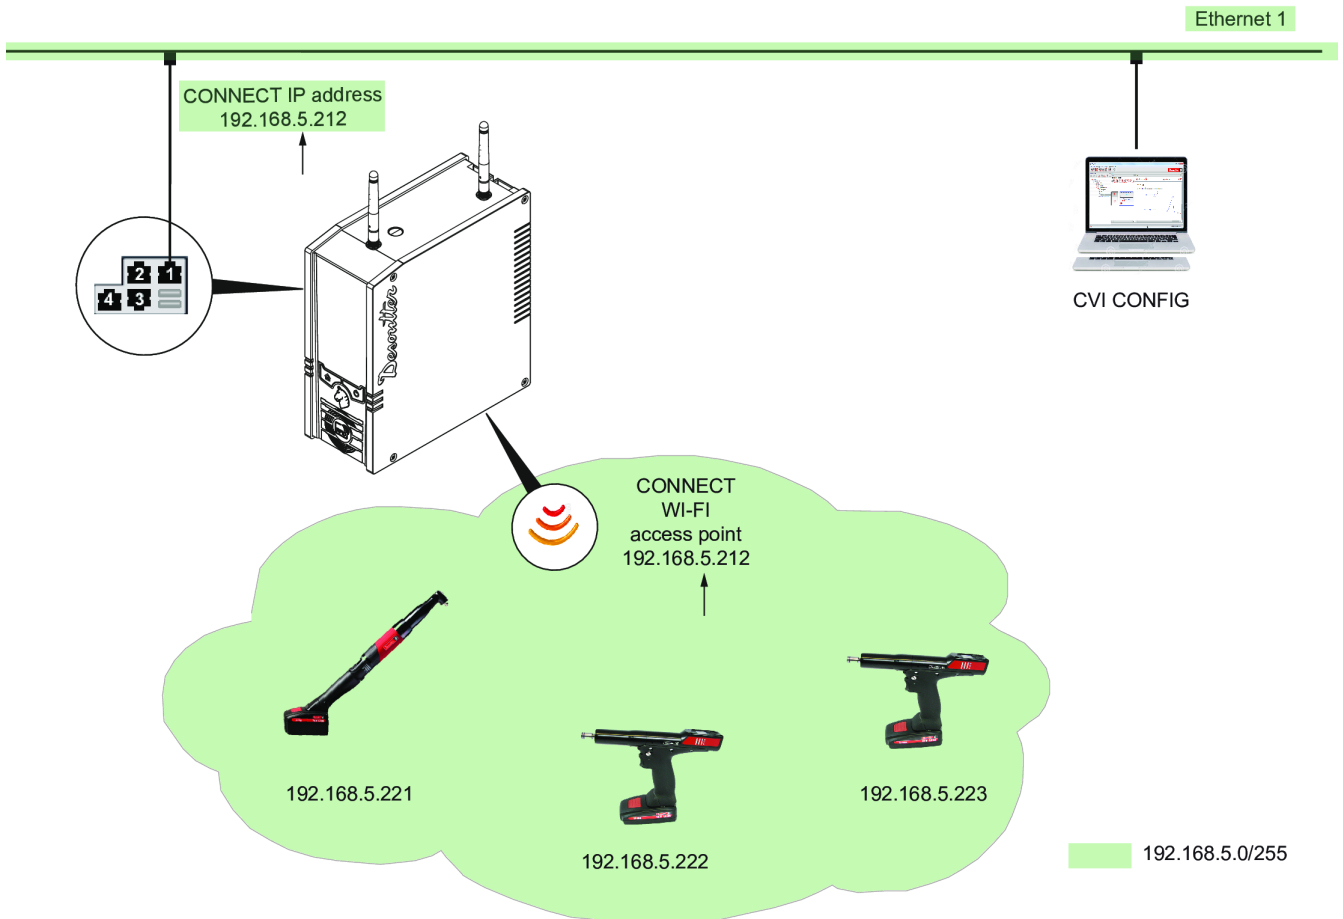 Ethernet 1
CONNECT IP address
192.168.5.212
2
1
4
3
Desoutter
CVI CONFIG
CONNECT
WI-FI
access point
192.168.5.212
192.168.5.221
192.168.5.222
192.168.5.223
192.168.5.0/255